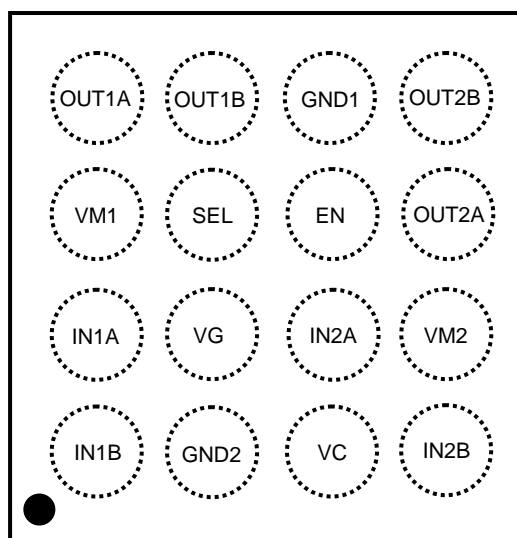 OUT1A OUT1B GND1 OUT2B
VM1 SEL EN OUT2A
IN1A VG IN2A VM2
IN1B GND2 VC IN2B